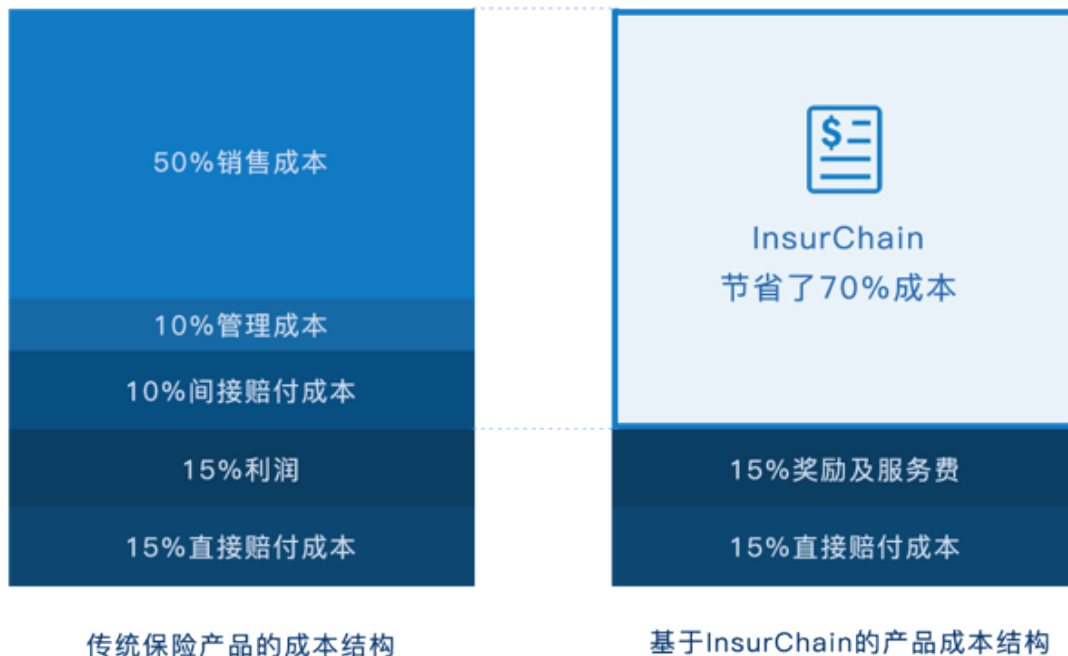 50%销售成本
10%管理成本
10%间接赔付成本
15%利润
15%直接赔付成本
传统保险产品的成本结构
$
InsurChain
节省了70%成本
15%奖励及服务费
15%直接赔付成本
基于InsurChain的产品成本结构